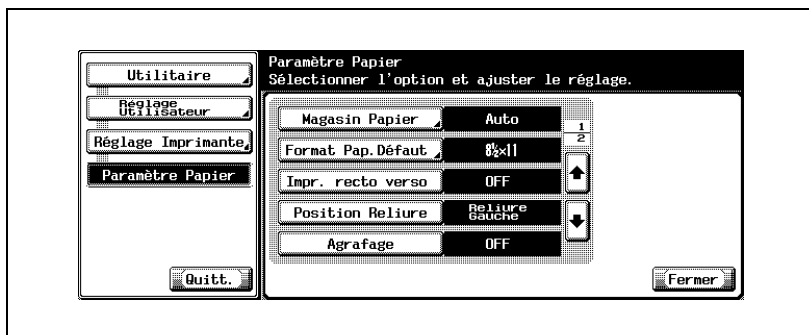 Utilitaire
Réglage
Utilisateur
Réglage Imprimante
Paramètre Papier
Quitt.
Paramètre Papier
Sélectionner l'option et ajuster le réglage.
Magasin Papier Auto
Format Pap.Défaut 8½×11
Impr. recto verso OFF
Position Reliure Reliure Gauche
Agrafage OFF
1
2
Fermer